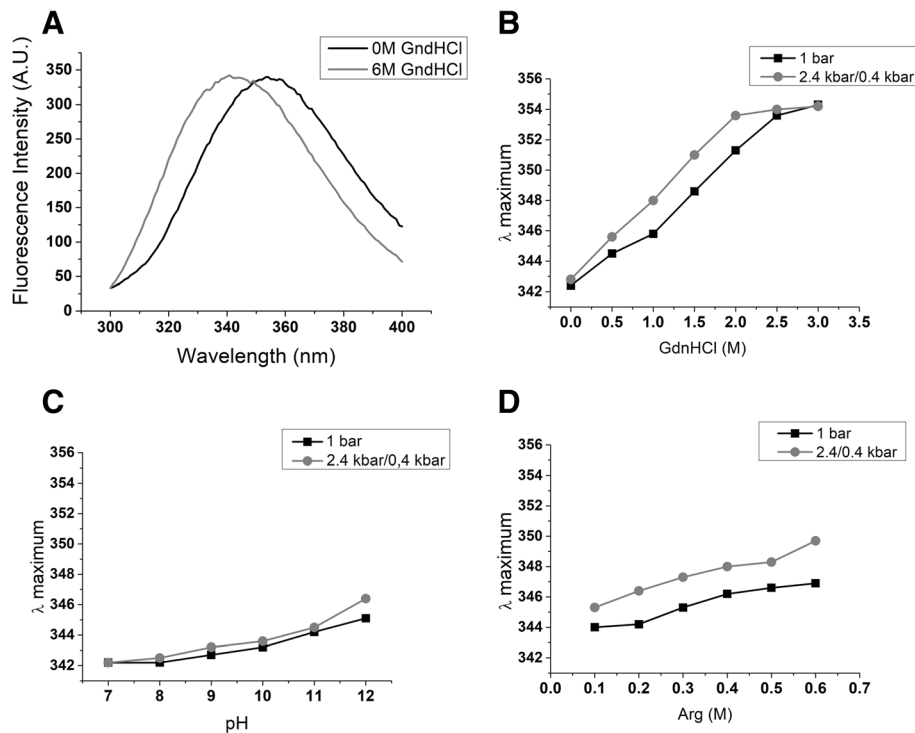 A
0M GndHCl
6M GndHCl
Fluorescence Intensity (A.U.)
350
300
250
200
150
100
50
0
300 320 340 360 380 400
Wavelength (nm)
B
1 bar
2.4 kbar/0.4 kbar
λ maximum
356
354
352
350
348
346
344
342
0.0 0.5 1.0 1.5 2.0 2.5 3.0 3.5
GdnHCl (M)
C
1 bar
2.4 kbar/0,4 kbar
λ maximum
356
354
352
350
348
346
344
342
7 8 9 10 11 12
pH
D
1 bar
2.4/0.4 kbar
λ maximum
356
354
352
350
348
346
344
342
0.0 0.1 0.2 0.3 0.4 0.5 0.6 0.7
Arg (M)